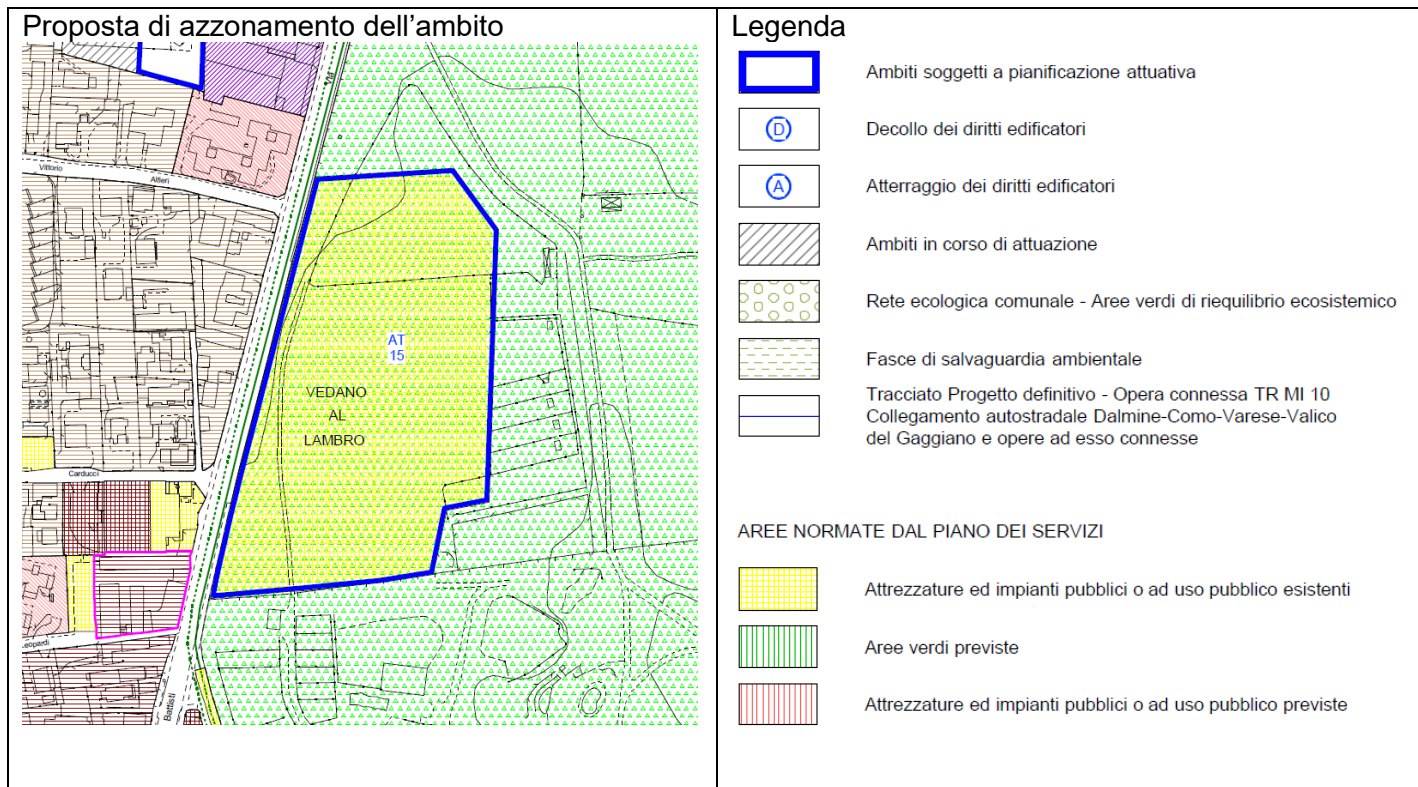 Proposta di azzonamento dell'ambito
Via
Vittorio
Alfieri
AT
15
VEDANO
AL
LAMBRO
Carducci
Battisti
Legenda
Ambiti soggetti a pianificazione attuativa
D
Decollo dei diritti edificatori
A
Atterraggio dei diritti edificatori
Ambiti in corso di attuazione
Rete ecologica comunale - Aree verdi di riequilibrio ecosistemico
Fasce di salvaguardia ambientale
Tracciato Progetto definitivo - Opera connessa TR MI 10
Collegamento autostradale Dalmine-Como-Varese-Valico
del Gaggiano e opere ad esso connesse
AREE NORMATE DAL PIANO DEI SERVIZI
Attrezzature ed impianti pubblici o ad uso pubblico esistenti
Aree verdi previste
Attrezzature ed impianti pubblici o ad uso pubblico previste